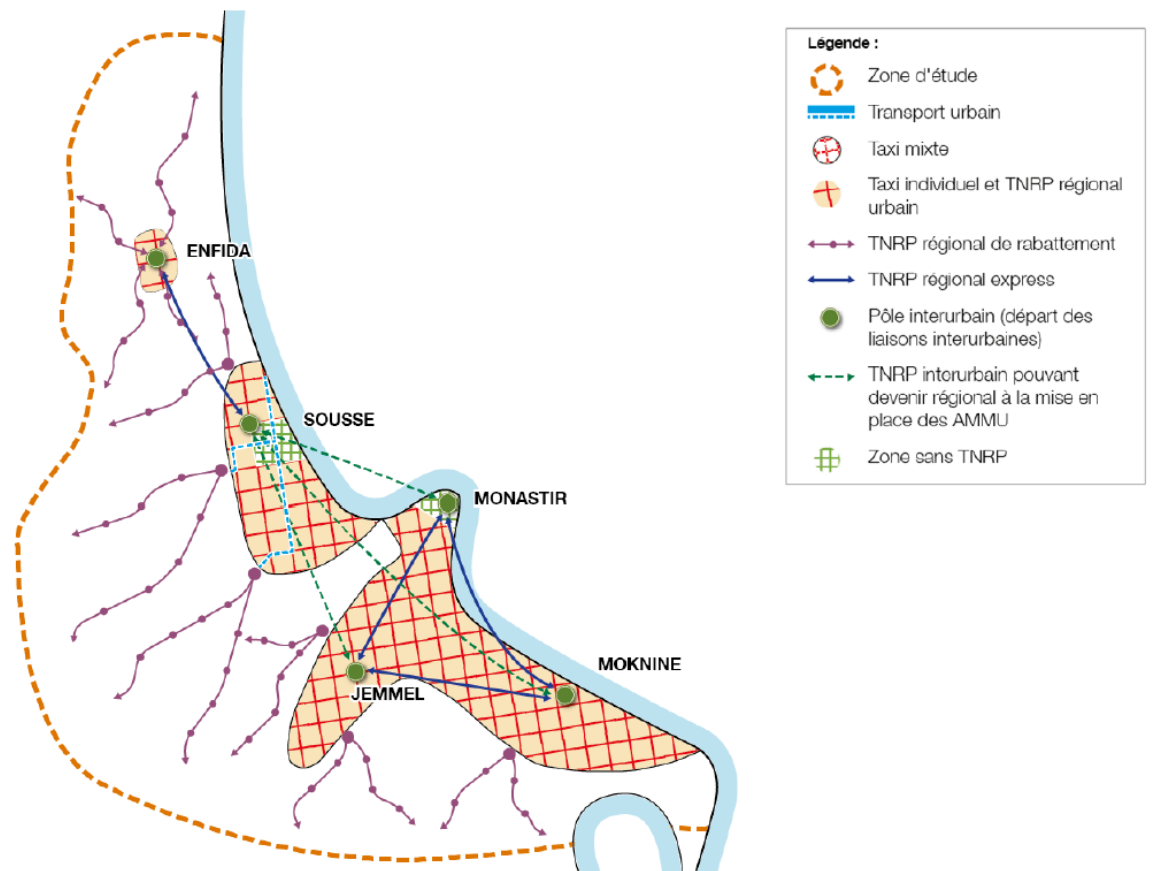 ENFIDA
SOUSSE
MONASTIR
MOKNINE
JEMMEL
Légende :
Zone d'étude
Transport urbain
Taxi mixte
Taxi individuel et TNRP régional
urbain
TNRP régional de rabattement
TNRP régional express
Pôle interurbain (départ des
liaisons interurbaines)
TNRP interurbain pouvant
devenir régional à la mise en
place des AMMU
Zone sans TNRP